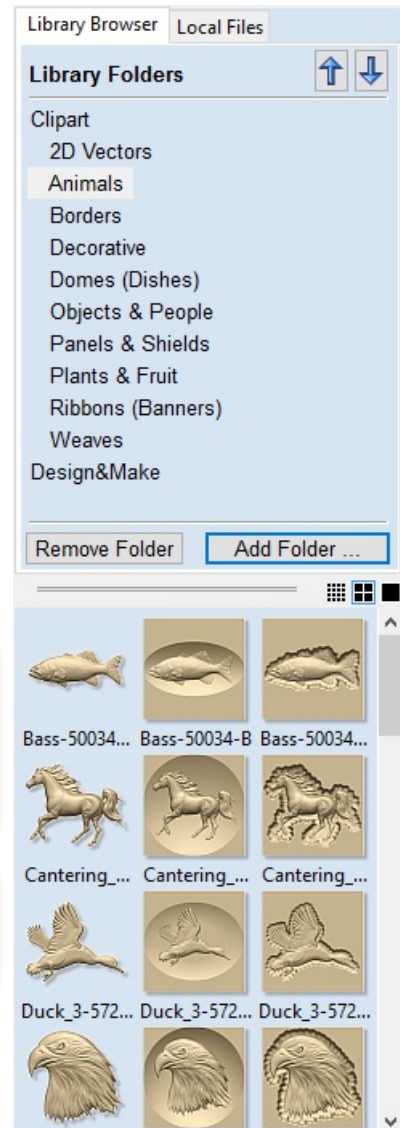 Library Browser Local Files
Library Folders
Clipart
2D Vectors
Animals
Borders
Decorative
Domes (Dishes)
Objects & People
Panels & Shields
Plants & Fruit
Ribbons (Banners)
Weaves
Design&Make
Remove Folder Add Folder ...
Bass-50034... Bass-50034-B Bass-50034...
Cantering_... Cantering_... Cantering_...
Duck_3-572... Duck_3-572... Duck_3-572...